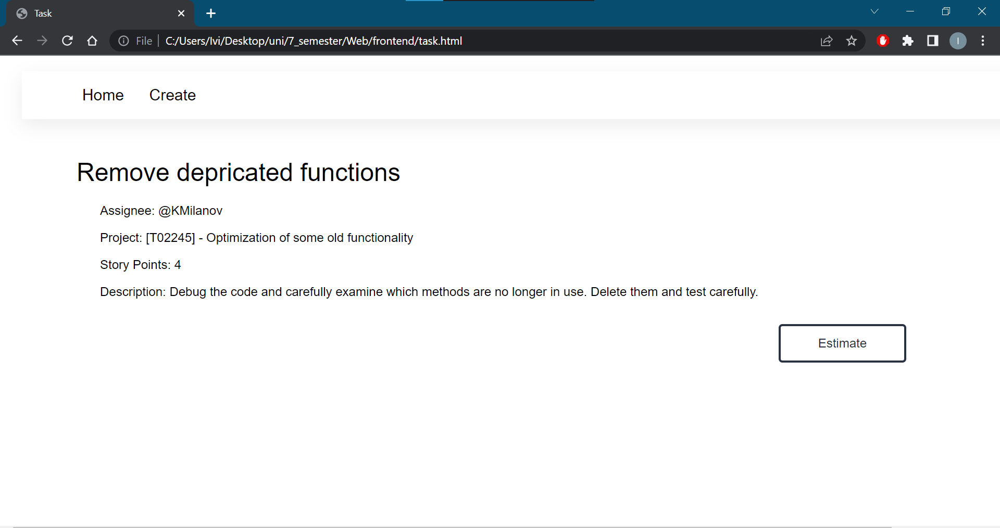 Task
File
C:/Users/Ivi/Desktop/uni/7_semester/Web/frontend/task.html
I
Home
Create
Remove depricated functions
Assignee: @KMilanov
Project: [T02245] - Optimization of some old functionality
Story Points: 4
Description: Debug the code and carefully examine which methods are no longer in use. Delete them and test carefully.
Estimate